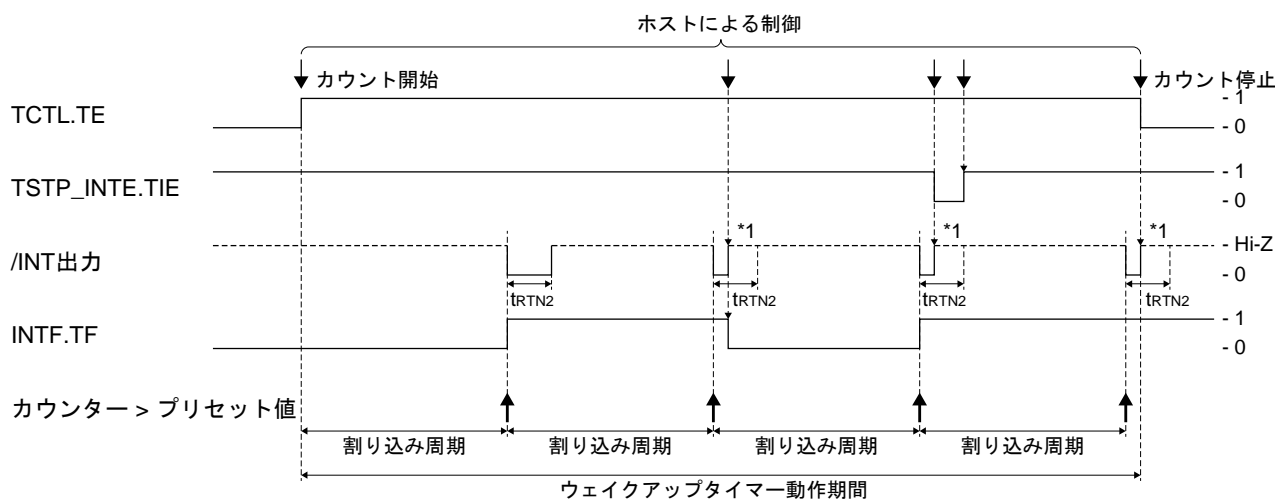 ホストによる制御
カウント開始
カウント停止
TCTL.TE
- 1
- 0
TSTP_INTE.TIE
- 1
- 0
*1
*1
*1
/INT出力
- Hi-Z
- 0
tRTN2
tRTN2
tRTN2
tRTN2
INTF.TF
- 1
- 0
カウンター > プリセット値
割り込み周期
割り込み周期
割り込み周期
割り込み周期
ウェイクアップタイマー動作期間